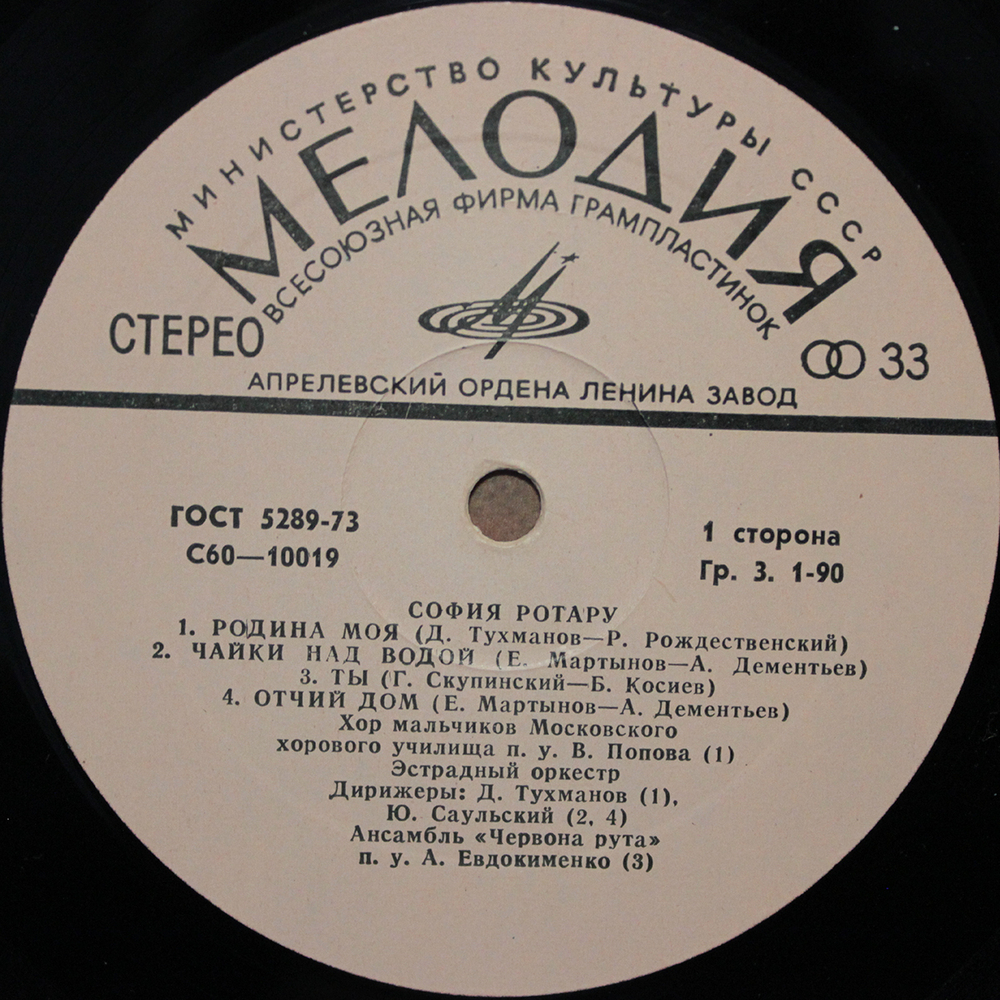 МИНИСТЕРСТВО КУЛЬТУРЫ СССР
МЕЛОДИЯ
ВСЕСОЮЗНАЯ ФИРМА ГРАМПЛАСТИНОК
СТЕРЕО
33
АПРЕЛЕВСКИЙ ОРДЕНА ЛЕНИНА ЗАВОД
ГОСТ 5289-73
С60—10019
1 сторона
Гр. 3. 1-90
СОФИЯ РОТАРУ
1. РОДИНА МОЯ (Д. Тухманов—Р. Рождественский)
2. ЧАЙКИ НАД ВОДОЙ (Е. Мартынов—А. Дементьев)
3. ТЫ (Г. Скупинский—Б. Косиев)
4. ОТЧИЙ ДОМ (Е. Мартынов—А. Дементьев)
Хор мальчиков Московского
хорового училища п. у. В. Попова (1)
Эстрадный оркестр
Дирижеры: Д. Тухманов (1),
Ю. Саульский (2, 4)
Ансамбль «Червона рута»
п. у. А. Евдокименко (3)